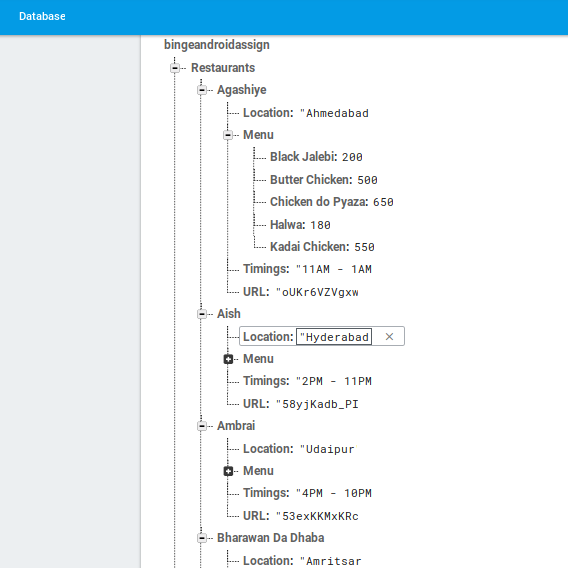 Database
bingeandroidassign
Restaurants
Agashiye
Location: "Ahmedabad
Menu
Black Jalebi: 200
Butter Chicken: 500
Chicken do Pyaza: 650
Halwa: 180
Kadai Chicken: 550
Timings: "11AM - 1AM
URL: "oUKr6VZVgxw
Aish
Location: "Hyderabad
Menu
Timings: "2PM - 11PM
URL: "58yjKadb_PI
Ambrai
Location: "Udaipur
Menu
Timings: "4PM - 10PM
URL: "53exKKMxKRc
Bharawan Da Dhaba
Location: "Amritsar